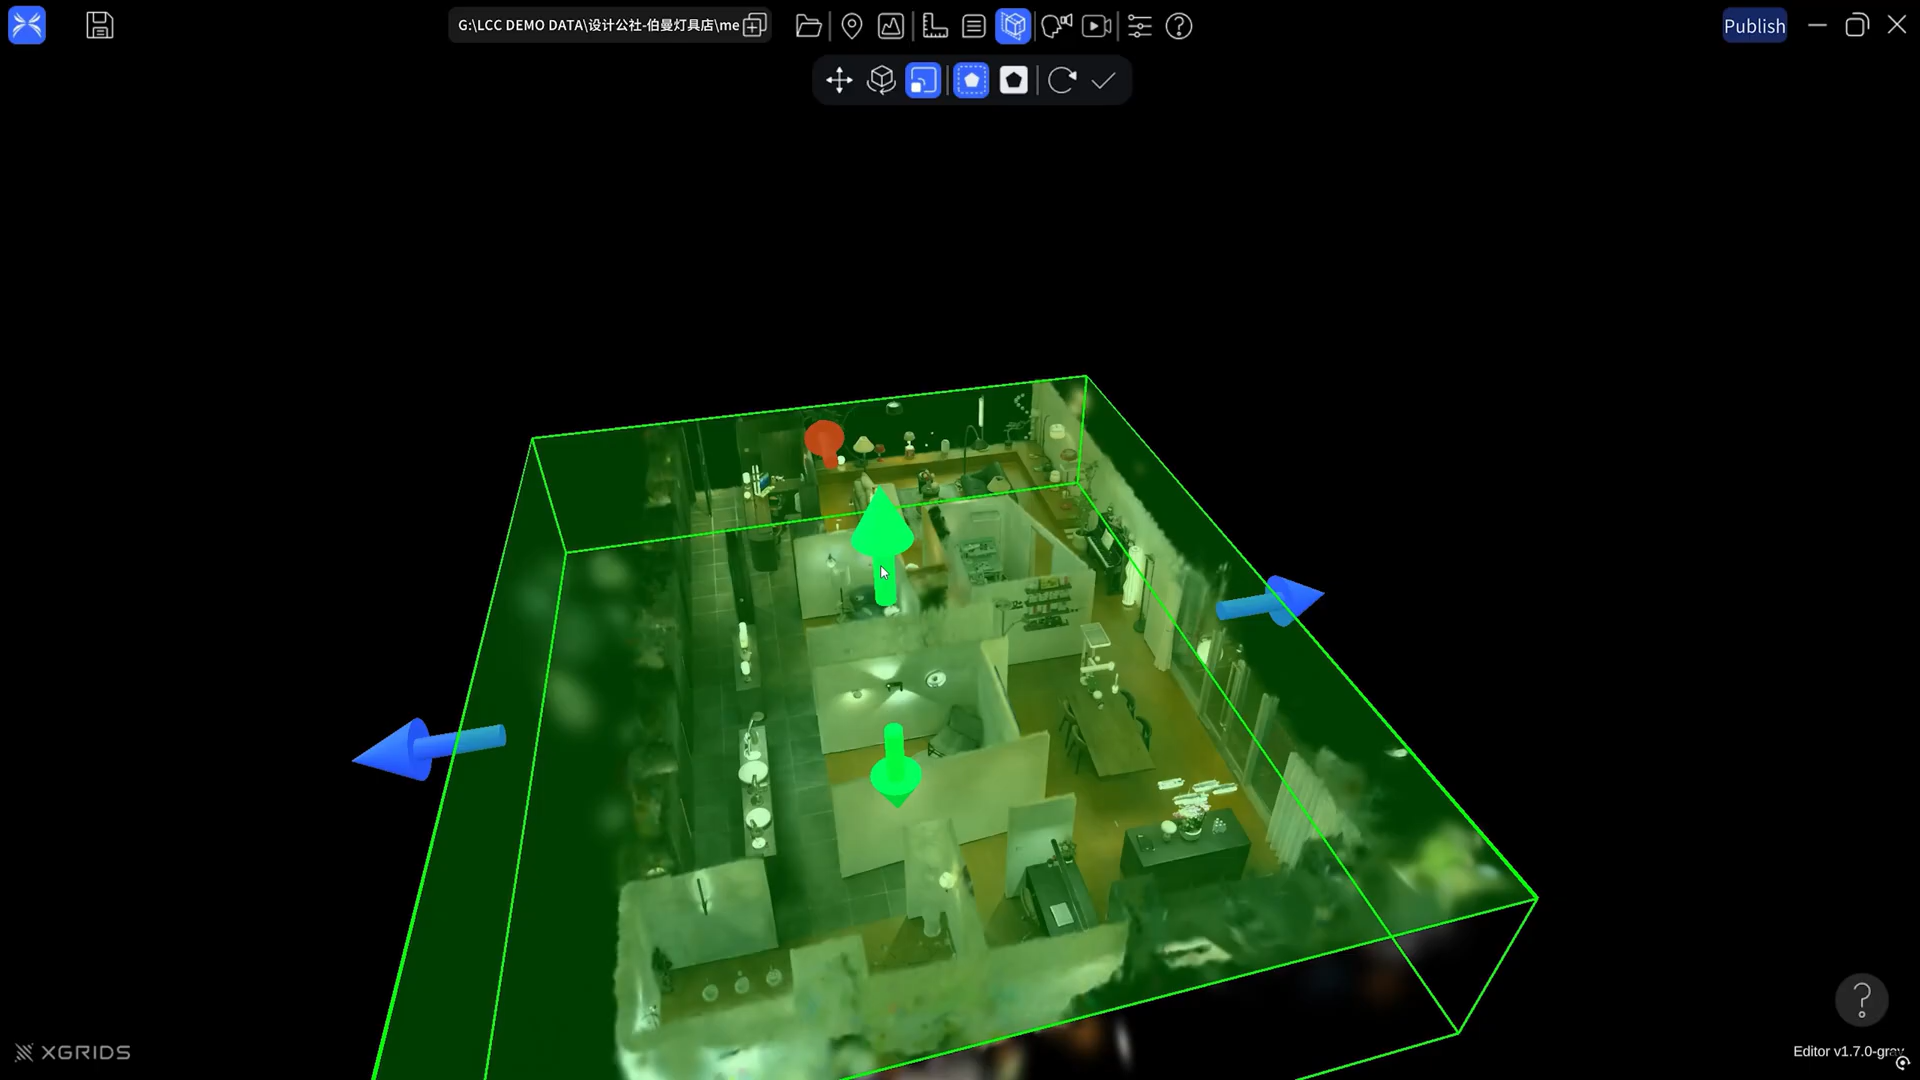 G:\LCC DEMO DATA\设计公社-伯曼灯具店\me
Publish
XGRIDS
Editor v1.7.0-gray